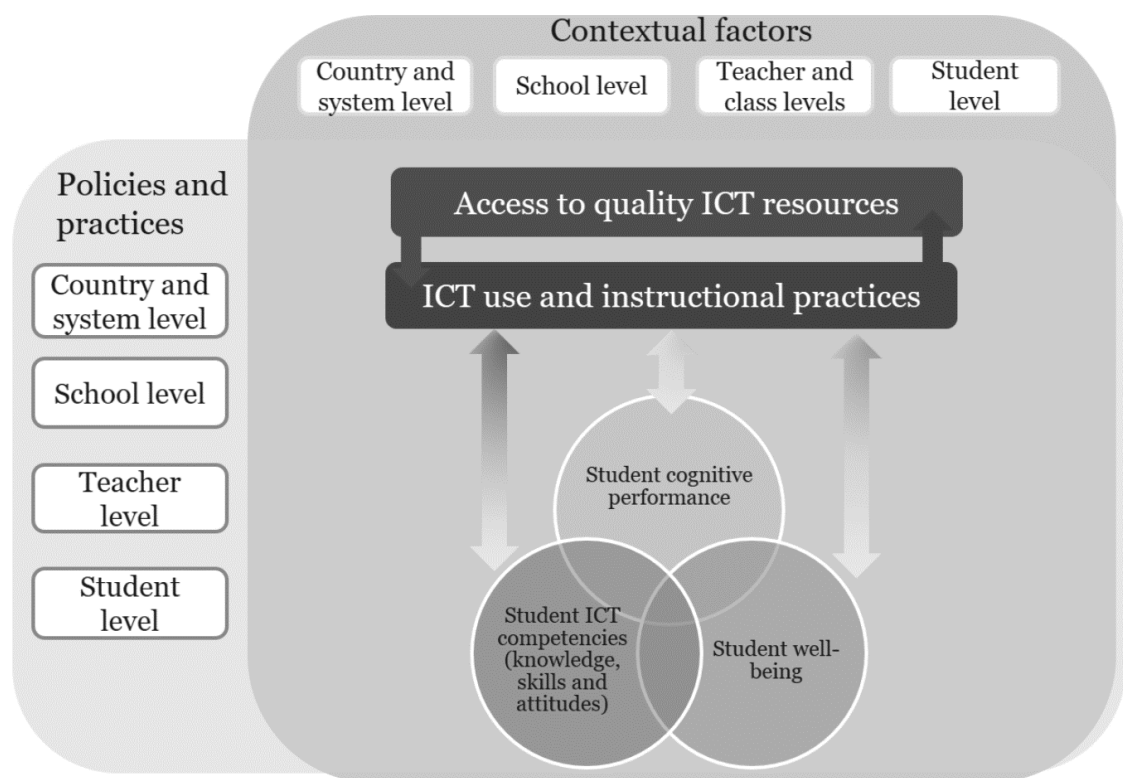 Contextual factors
Country and
system level
School level
Teacher and
class levels
Student
level
Policies and
practices
Country and
system level
School level
Teacher
level
Student
level
Access to quality ICT resources
ICT use and instructional practices
Student cognitive
performance
Student ICT
competencies
(knowledge,
skills and
attitudes)
Student well-
being